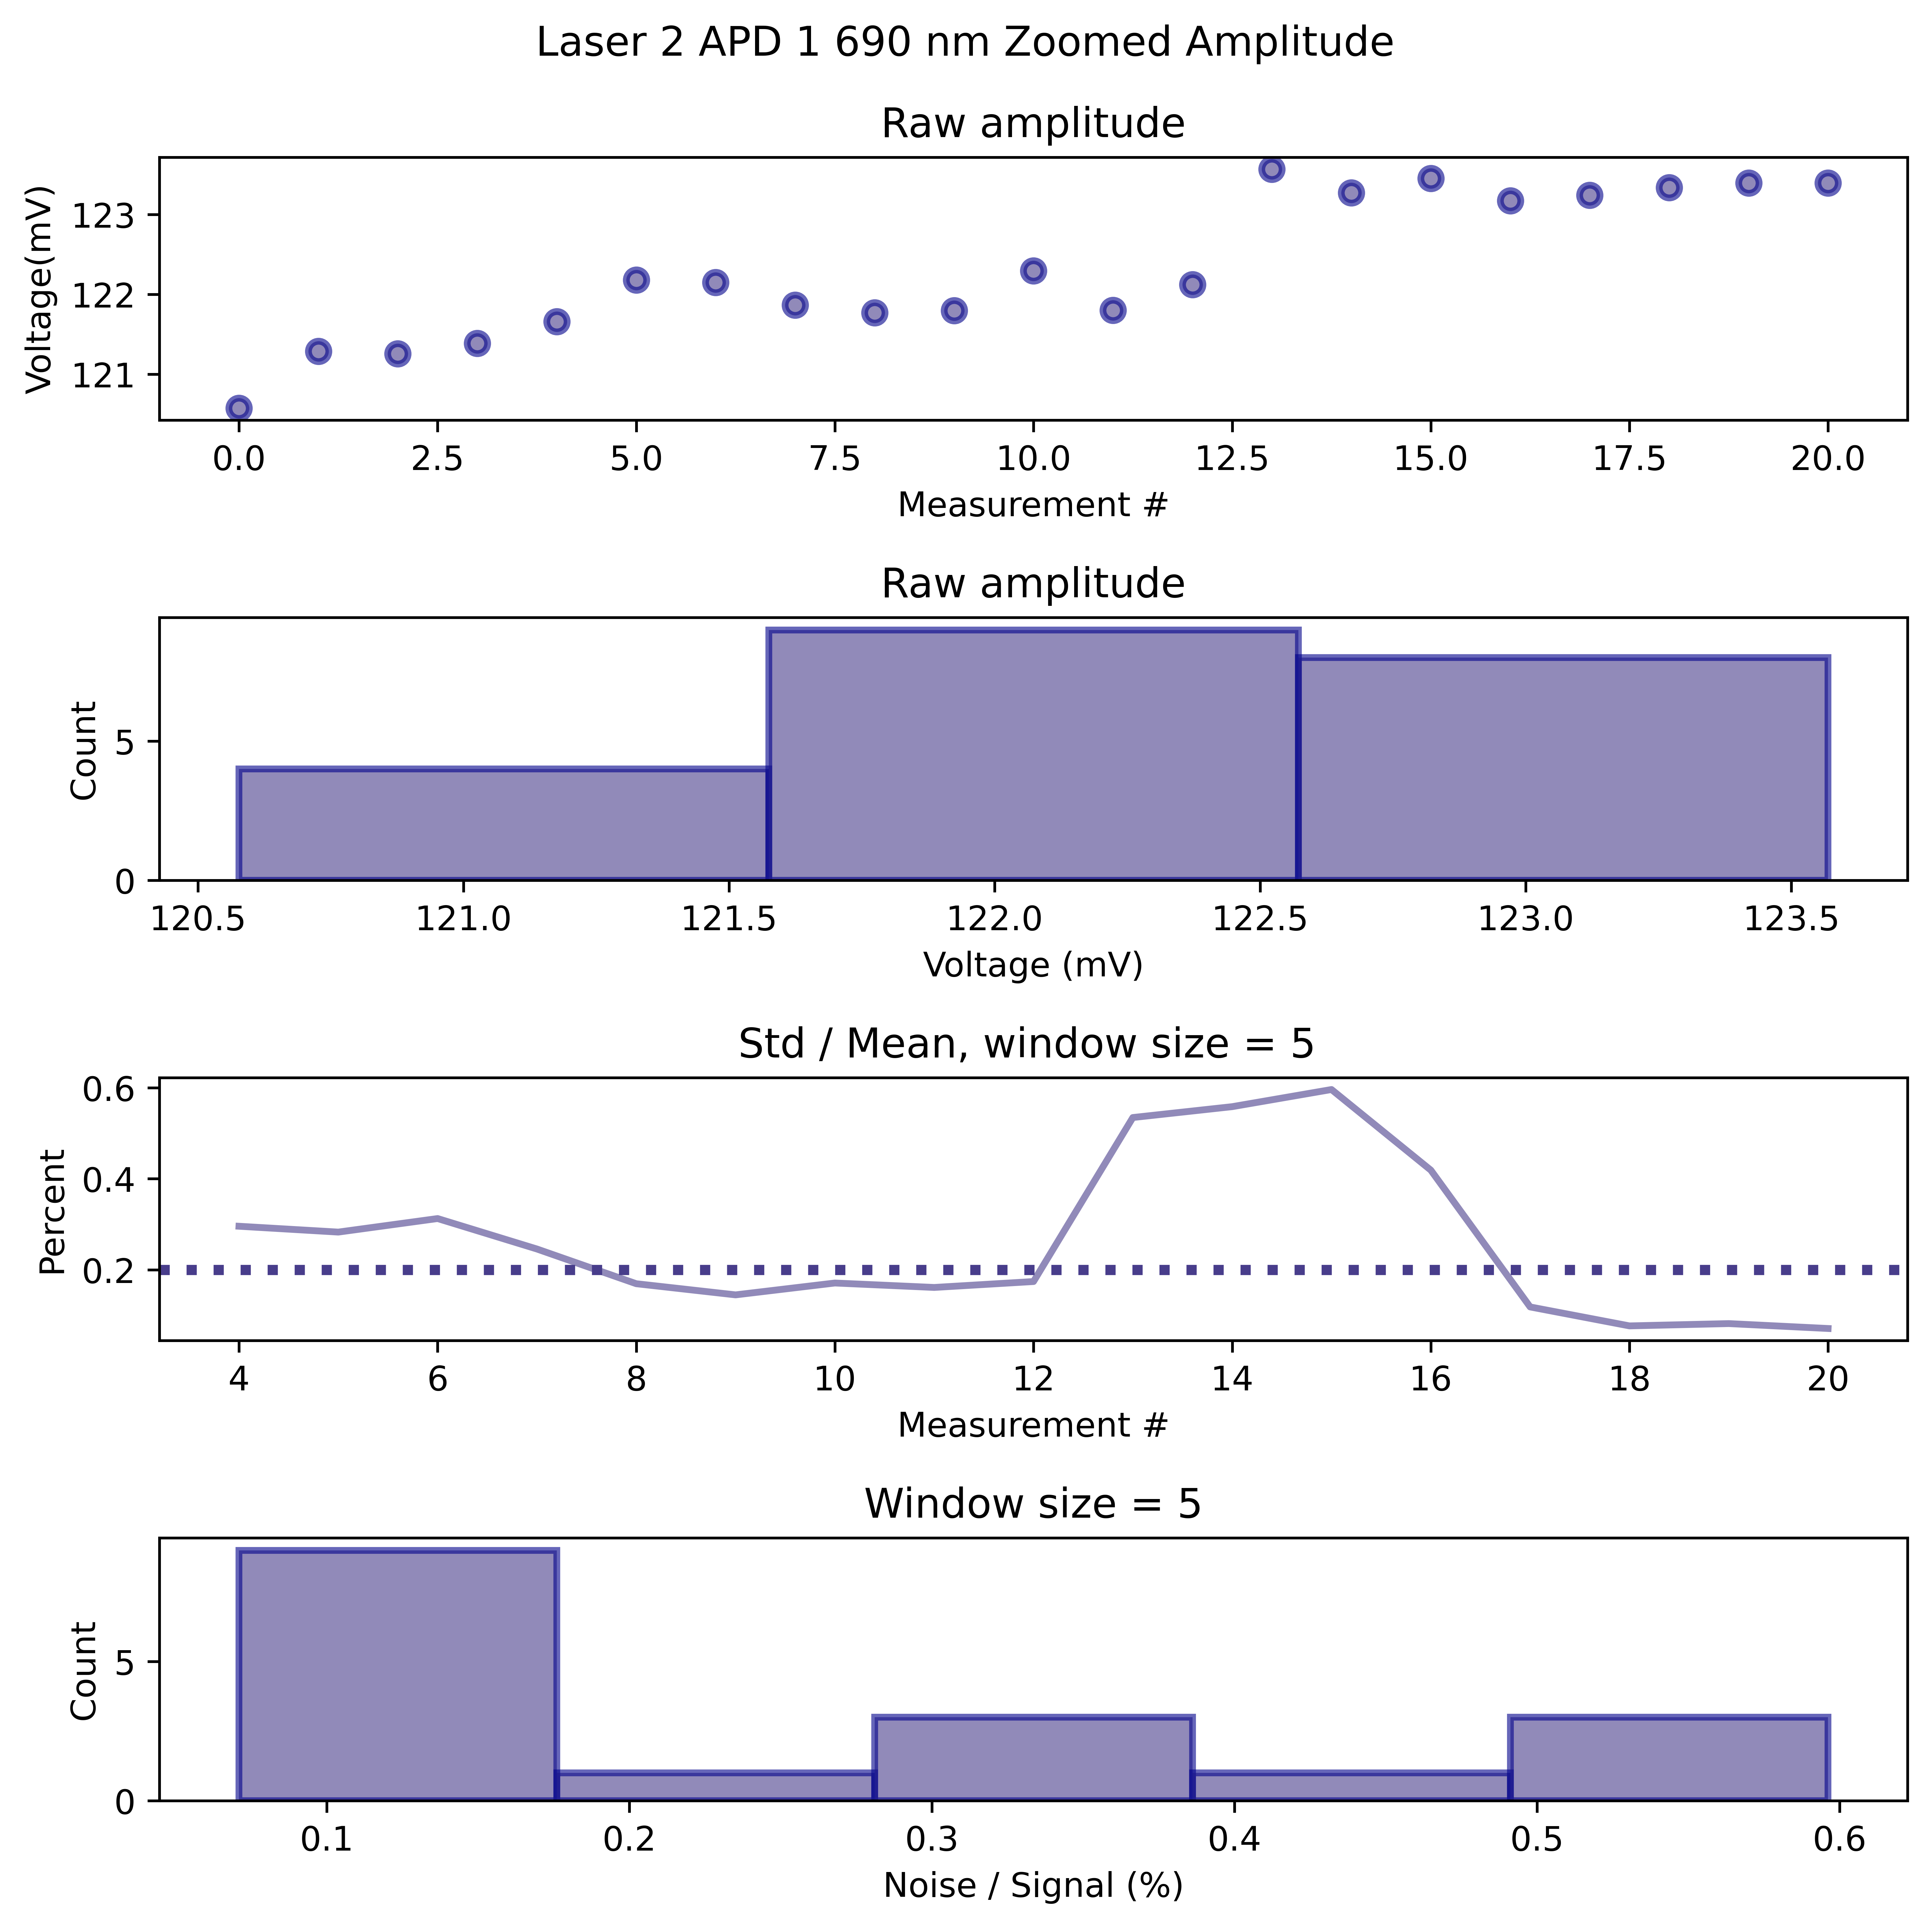 Laser 2 APD 1 690 nm Zoomed Amplitude
Raw amplitude
Voltage(mV)
123
122
121
0.0 2.5 5.0 7.5 10.0 12.5 15.0 17.5 20.0
Measurement #
Raw amplitude
Count
5
0
120.5 121.0 121.5 122.0 122.5 123.0 123.5
Voltage (mV)
Std / Mean, window size = 5
Percent
0.6
0.4
0.2
4 6 8 10 12 14 16 18 20
Measurement #
Window size = 5
Count
5
0
0.1 0.2 0.3 0.4 0.5 0.6
Noise / Signal (%)